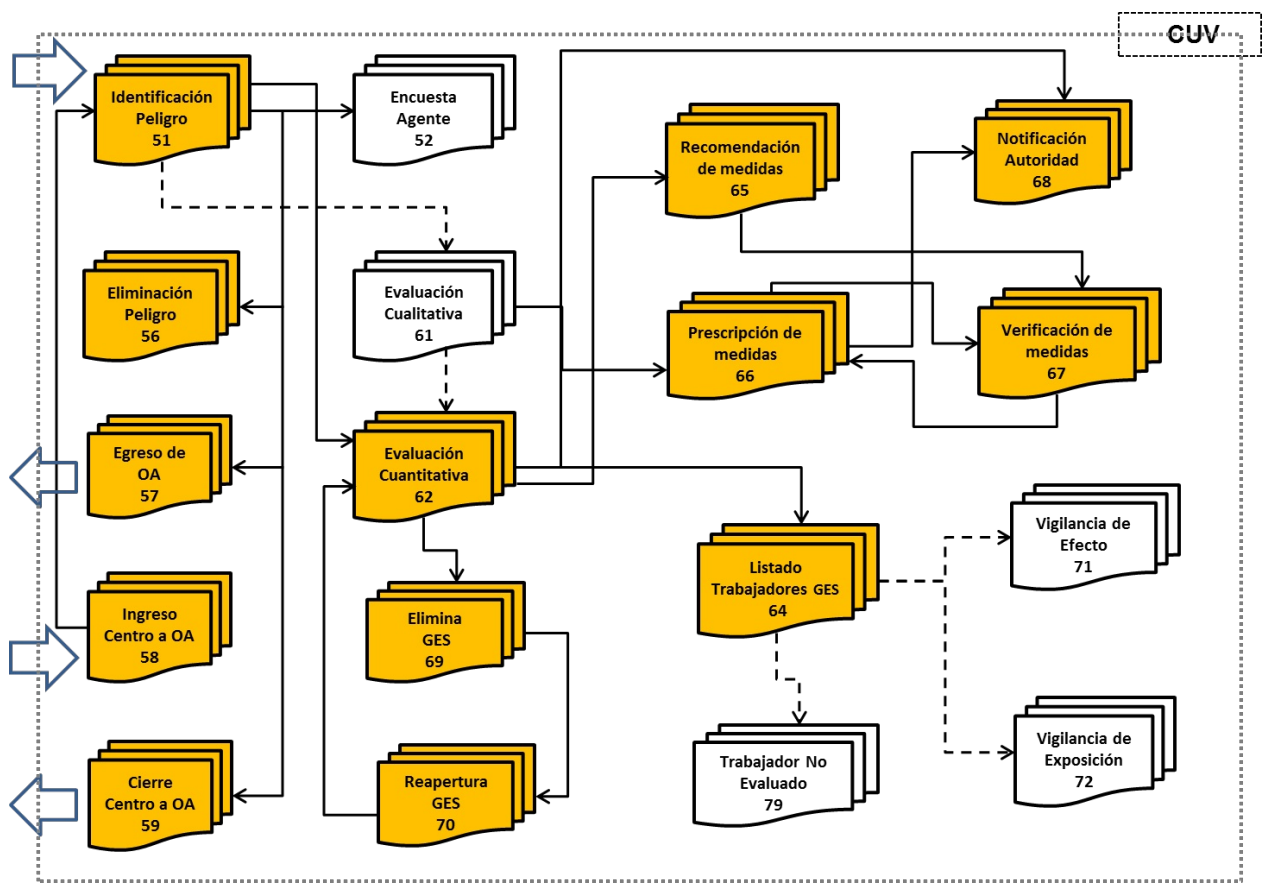 CUV
Identificación
Peligro
51
Encuesta
Agente
52
Recomendación
de medidas
65
Notificación
Autoridad
68
Eliminación
Peligro
56
Evaluación
Cualitativa
61
Prescripción de
medidas
66
Verificación de
medidas
67
Egreso de
OA
57
Evaluación
Cuantitativa
62
Vigilancia de
Efecto
71
Listado
Trabajadores GES
64
Ingreso
Centro a OA
58
Elimina
GES
69
Cierre
Centro a OA
59
Reapertura
GES
70
Trabajador No
Evaluado
79
Vigilancia de
Exposición
72